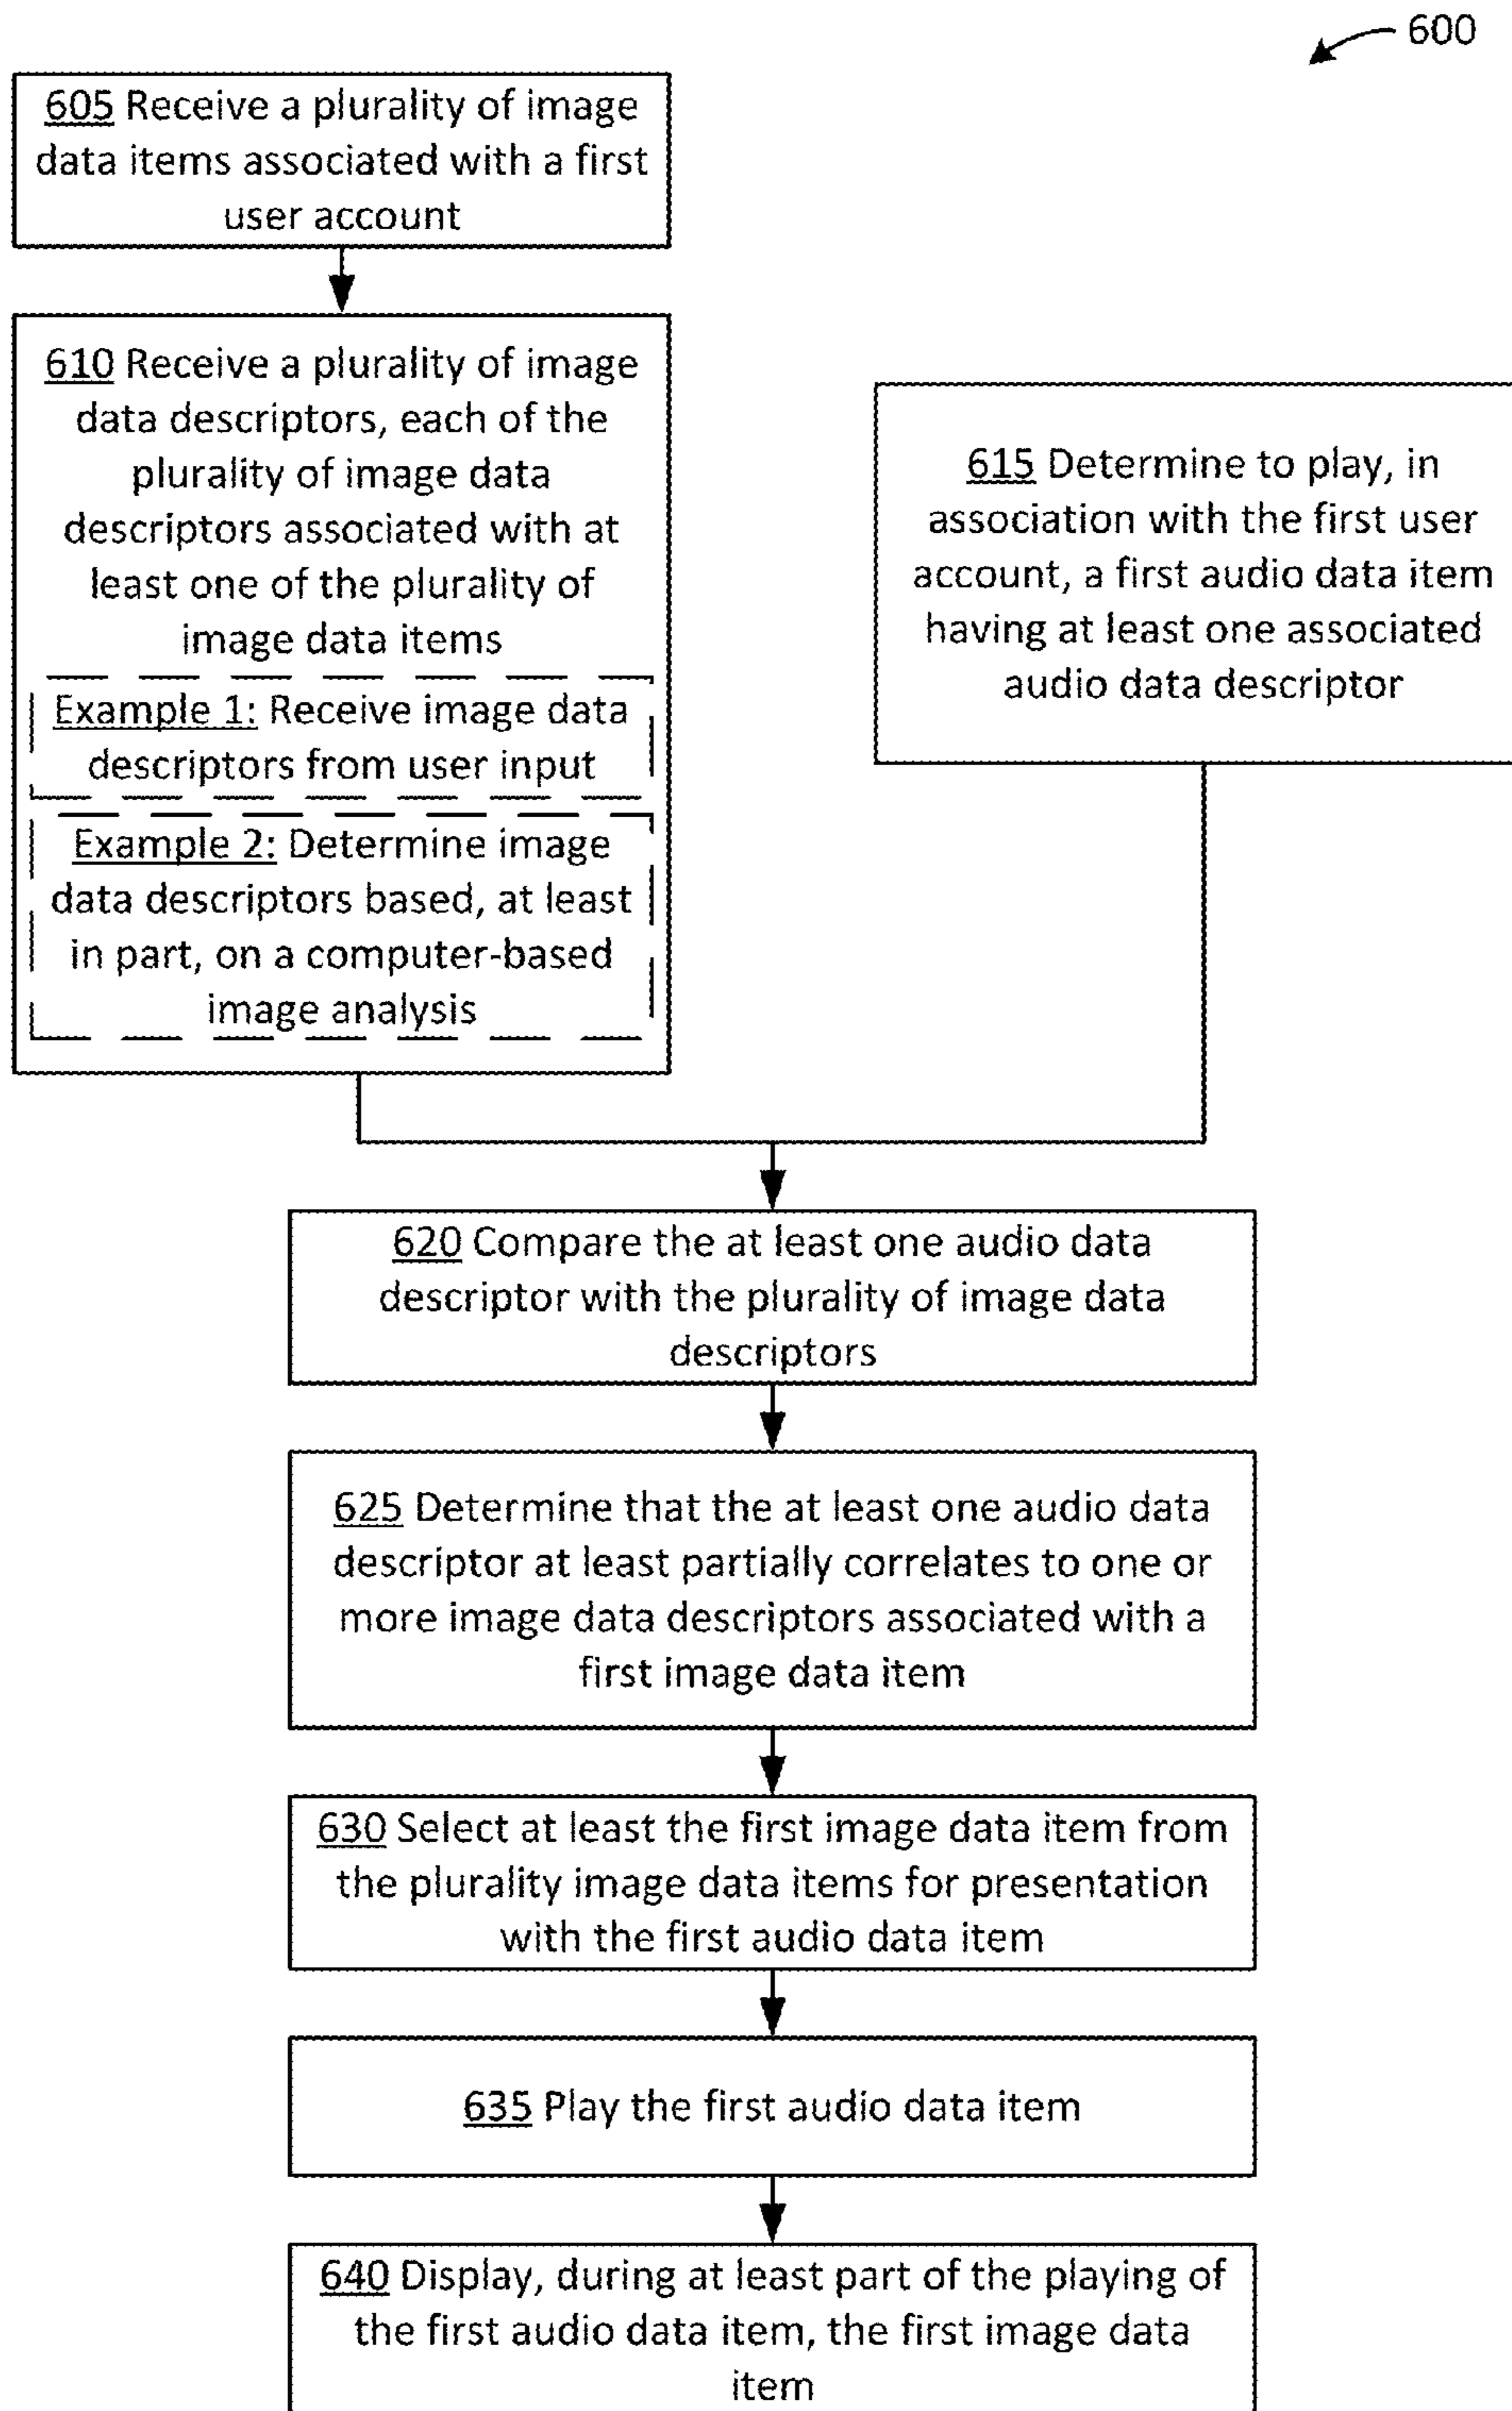 600
605 Receive a plurality of image
data items associated with a first
user account
610 Receive a plurality of image
data descriptors, each of the
plurality of image data
descriptors associated with at
least one of the plurality of
image data items
Example 1: Receive image data
descriptors from user input
Example 2: Determine image
data descriptors based, at least
in part, on a computer-based
image analysis
615 Determine to play, in
association with the first user
account, a first audio data item
having at least one associated
audio data descriptor
620 Compare the at least one audio data
descriptor with the plurality of image data
descriptors
625 Determine that the at least one audio data
descriptor at least partially correlates to one or
more image data descriptors associated with a
first image data item
630 Select at least the first image data item from
the plurality image data items for presentation
with the first audio data item
635 Play the first audio data item
640 Display, during at least part of the playing of
the first audio data item, the first image data
item